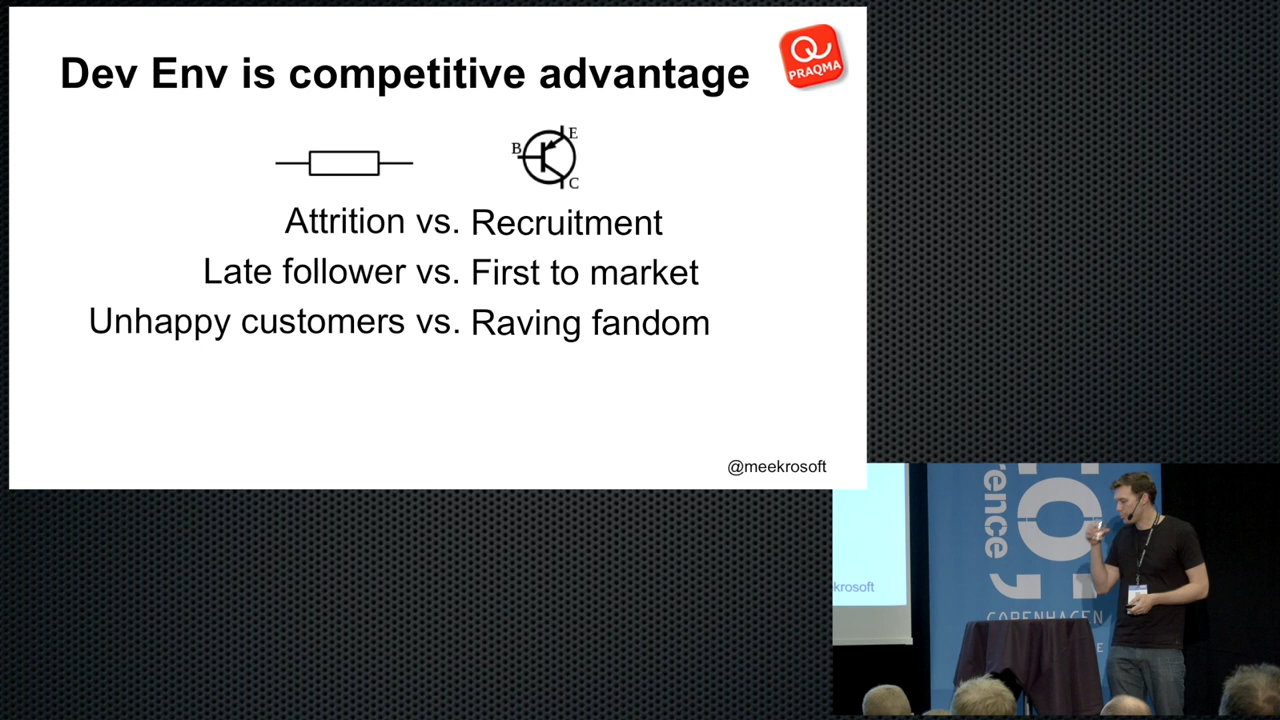 Dev Env is competitive advantage
PRAQMA
B
E
C
Attrition vs. Recruitment
Late follower vs. First to market
Unhappy customers vs. Raving fandom
@meekrosoft
krosoft
rence
COPENHAGEN